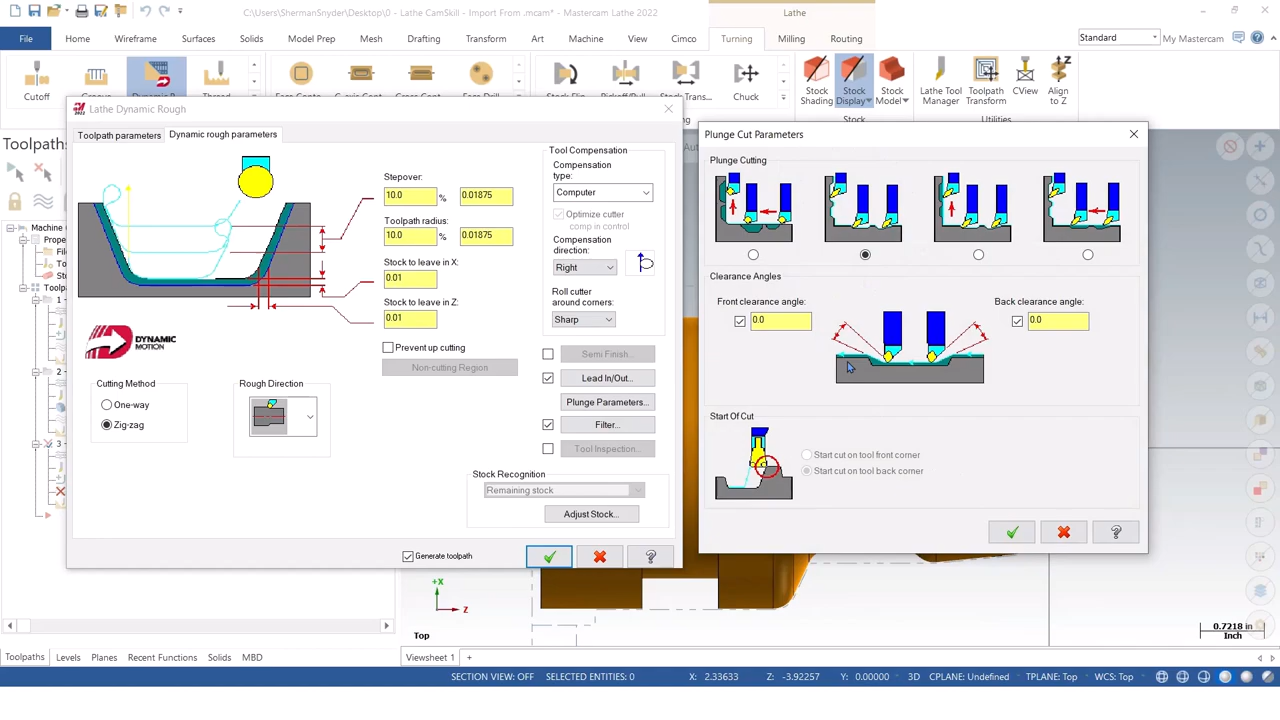 C:\Users\ShermanSnyder\Desktop\0 - Lathe CamSkill - Import From .mcam* - Mastercam Lathe 2022
Lathe
File Home Wireframe Surfaces Solids Model Prep Mesh Drafting Transform Art Machine View Cimco Turning Milling Routing
Standard
My Mastercam
Cutoff
Stock Shading
Stock Display
Stock Model
Lathe Tool Manager
Toolpath Transform
CView
Align to Z
Chuck
Stock
Utilities
Toolpaths
Lathe Dynamic Rough
Toolpath parameters
Dynamic rough parameters
Stepover:
10.0 % 0.01875
Toolpath radius:
10.0 % 0.01875
Stock to leave in X:
0.01
Stock to leave in Z:
0.01
Prevent up cutting
Non-cutting Region
DYNAMIC
MOTION
Cutting Method
One-way
Zig-zag
Rough Direction
Tool Compensation
Compensation
type:
Computer
Optimize cutter
comp in control
Compensation
direction:
Right
Roll cutter
around corners:
Sharp
Semi Finish...
Lead In/Out...
Plunge Parameters...
Filter...
Tool Inspection...
Stock Recognition
Remaining stock
Adjust Stock...
Generate toolpath
Plunge Cut Parameters
Plunge Cutting
Clearance Angles
Front clearance angle:
0.0
Back clearance angle:
0.0
Start Of Cut
Start cut on tool front corner
Start cut on tool back corner
+X
Z
Top
0.7218 in
Inch
Toolpaths Levels Planes Recent Functions Solids MBD
Viewsheet 1 +
SECTION VIEW: OFF SELECTED ENTITIES: 0 X: 2.33633 Z: -3.92257 Y: 0.00000 3D CPLANE: Undefined TPLANE: Top WCS: Top